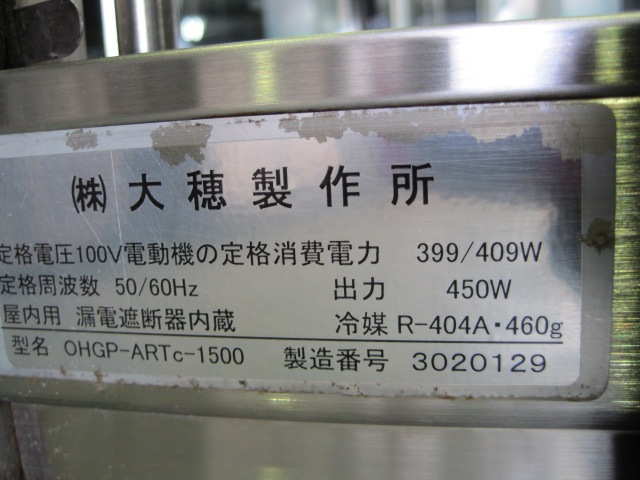 ㈱ 大穂製作所
定格電圧100V 電動機の定格消費電力 399/409W
定格周波数 50/60Hz 出力 450W
屋内用 漏電遮断器内蔵 冷媒 R-404A・460g
型名 OHGP-ARTc-1500 製造番号 3020129